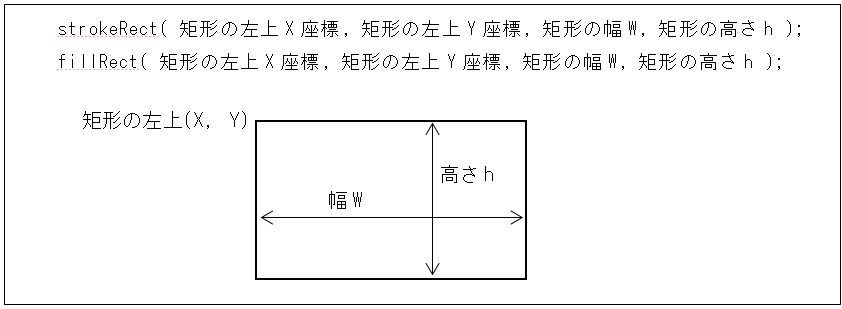 strokeRect( 矩形の左上X座標, 矩形の左上Y座標, 矩形の幅W, 矩形の高さh );
fillRect( 矩形の左上X座標, 矩形の左上Y座標, 矩形の幅W, 矩形の高さh );
矩形の左上(X, Y)
高さh
幅W